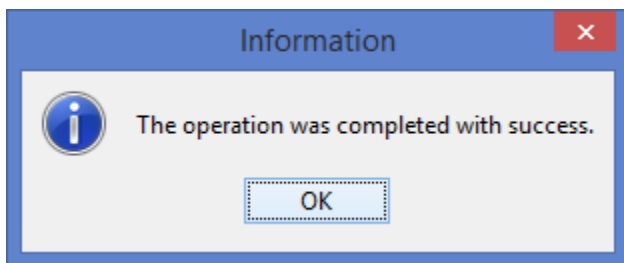 Information
The operation was completed with success.
OK